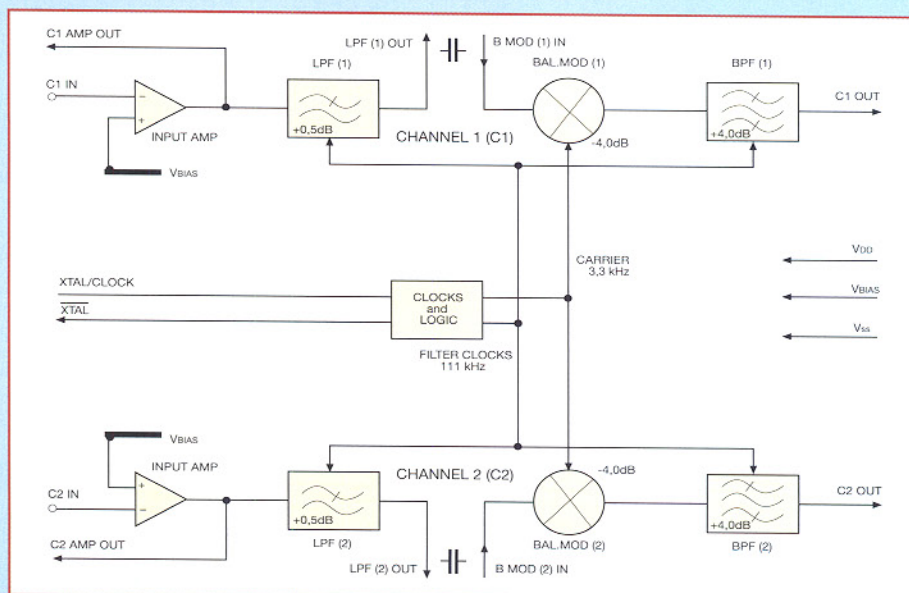 C1 AMP OUT
LPF (1) OUT
B MOD (1) IN
LPF (1)
BAL.MOD (1)
BPF (1)
C1 IN
C1 OUT
−
+
INPUT AMP
+0,5dB
CHANNEL 1 (C1)
-4,0dB
+4,0dB
VBIAS
CARRIER
3,3 kHz
VDD
XTAL/CLOCK
CLOCKS
and
LOGIC
VBIAS
XTAL
VSS
FILTER CLOCKS
111 kHz
VBIAS
INPUT AMP
CHANNEL 2 (C2)
-4,0dB
+
−
C2 IN
C2 OUT
+0,5dB
+4,0dB
C2 AMP OUT
LPF (2)
BAL.MOD (2)
BPF (2)
LPF (2) OUT
B MOD (2) IN